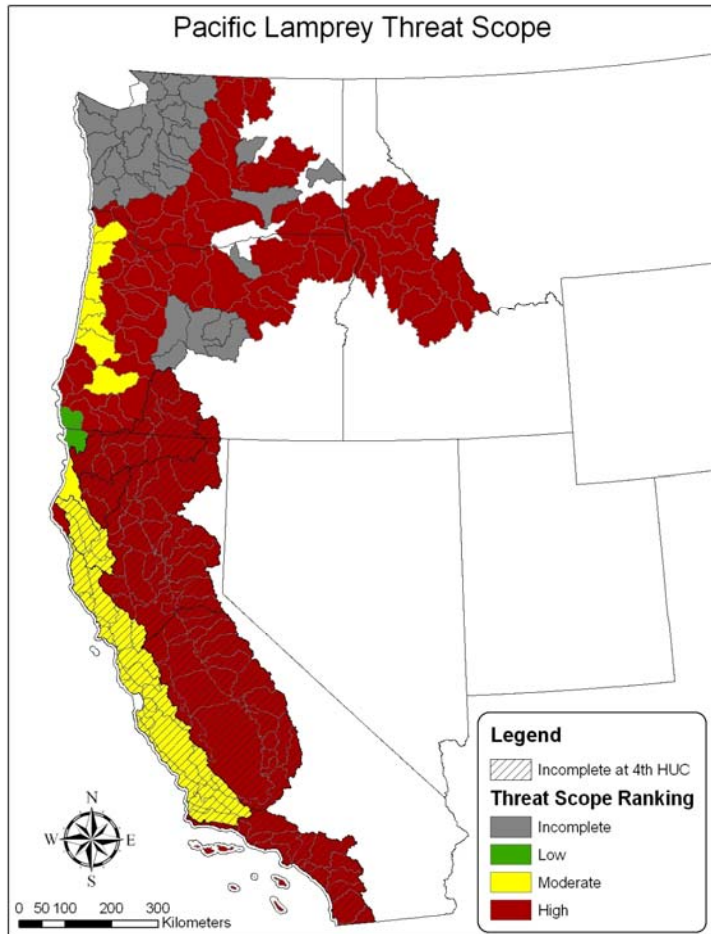 Pacific Lamprey Threat Scope
Legend
Incomplete at 4th HUC
Threat Scope Ranking
Incomplete
Low
Moderate
High
N
W E
S
0 50 100 200 300
Kilometers